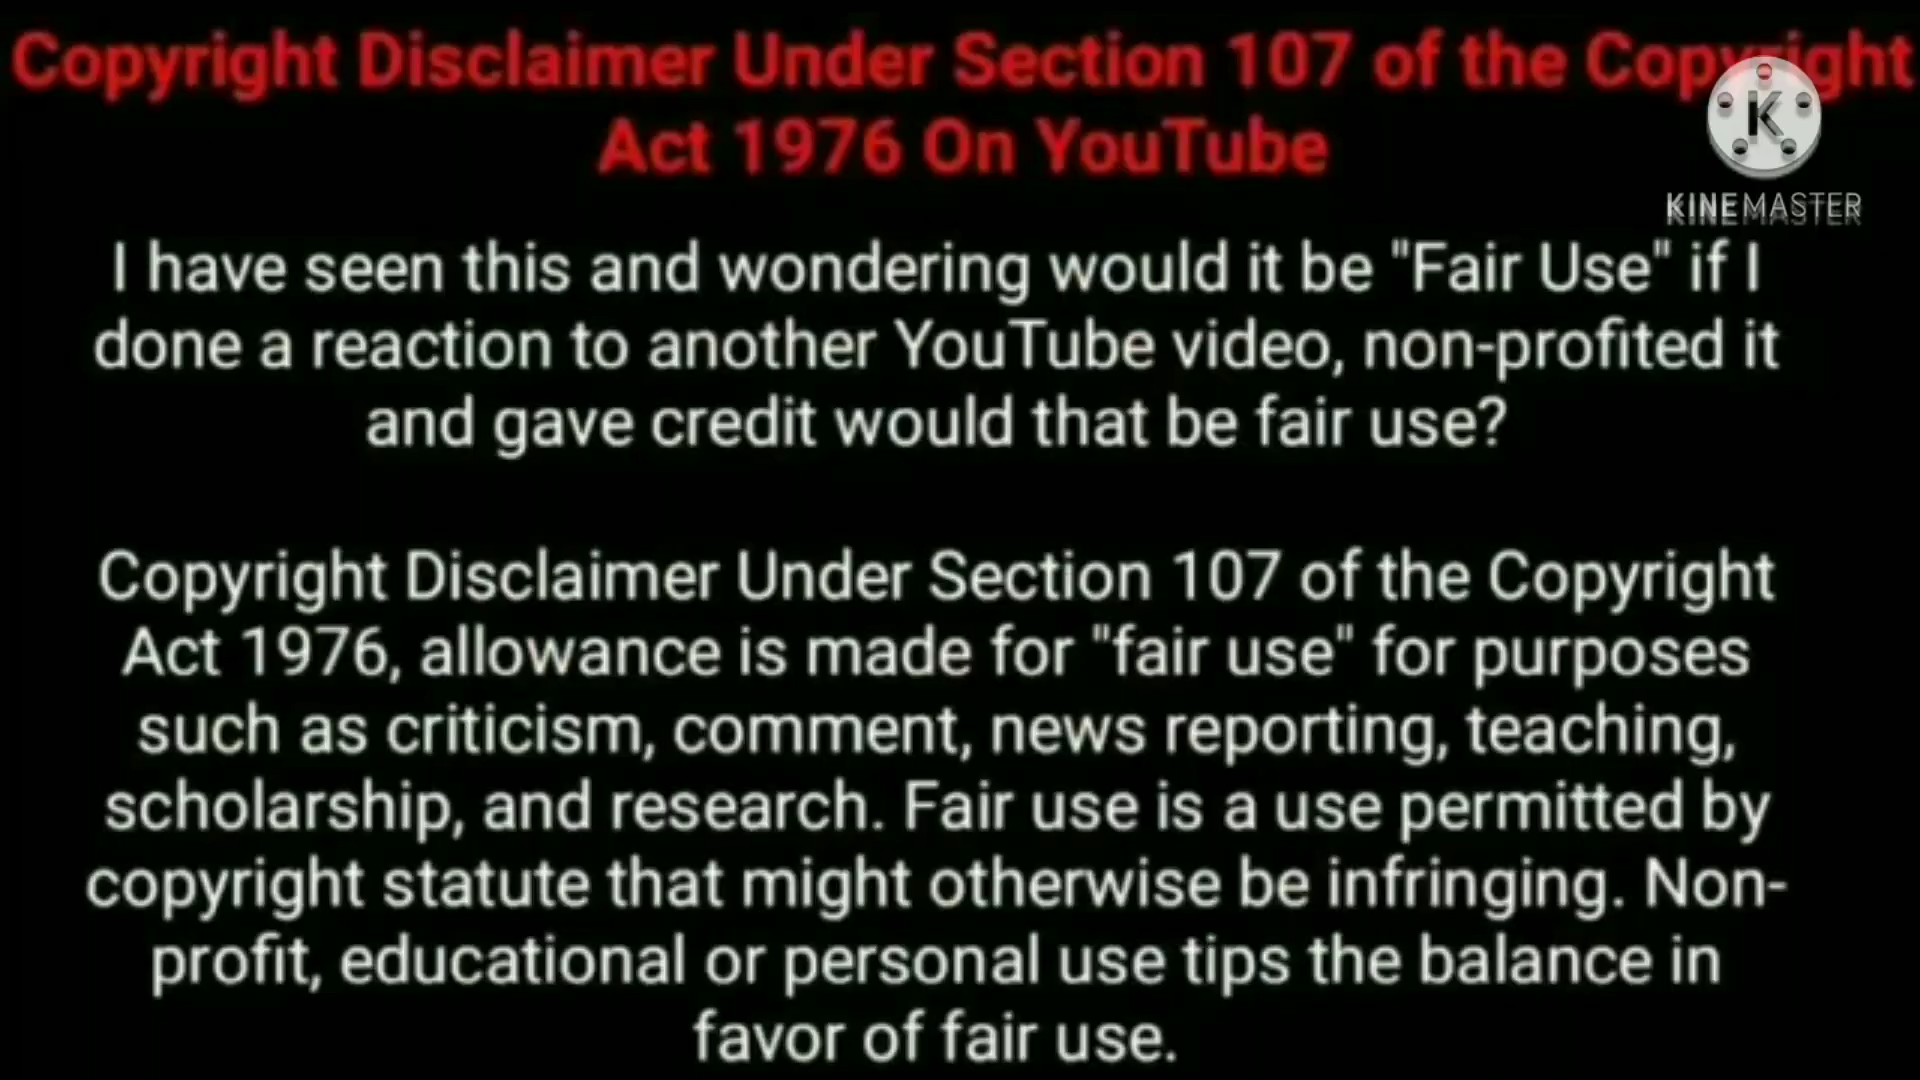 Copyright Disclaimer Under Section 107 of the Copyright
Act 1976 On YouTube
K
KINEMASTER
I have seen this and wondering would it be "Fair Use" if I
done a reaction to another YouTube video, non-profited it
and gave credit would that be fair use?
Copyright Disclaimer Under Section 107 of the Copyright
Act 1976, allowance is made for "fair use" for purposes
such as criticism, comment, news reporting, teaching,
scholarship, and research. Fair use is a use permitted by
copyright statute that might otherwise be infringing. Non-
profit, educational or personal use tips the balance in
favor of fair use.